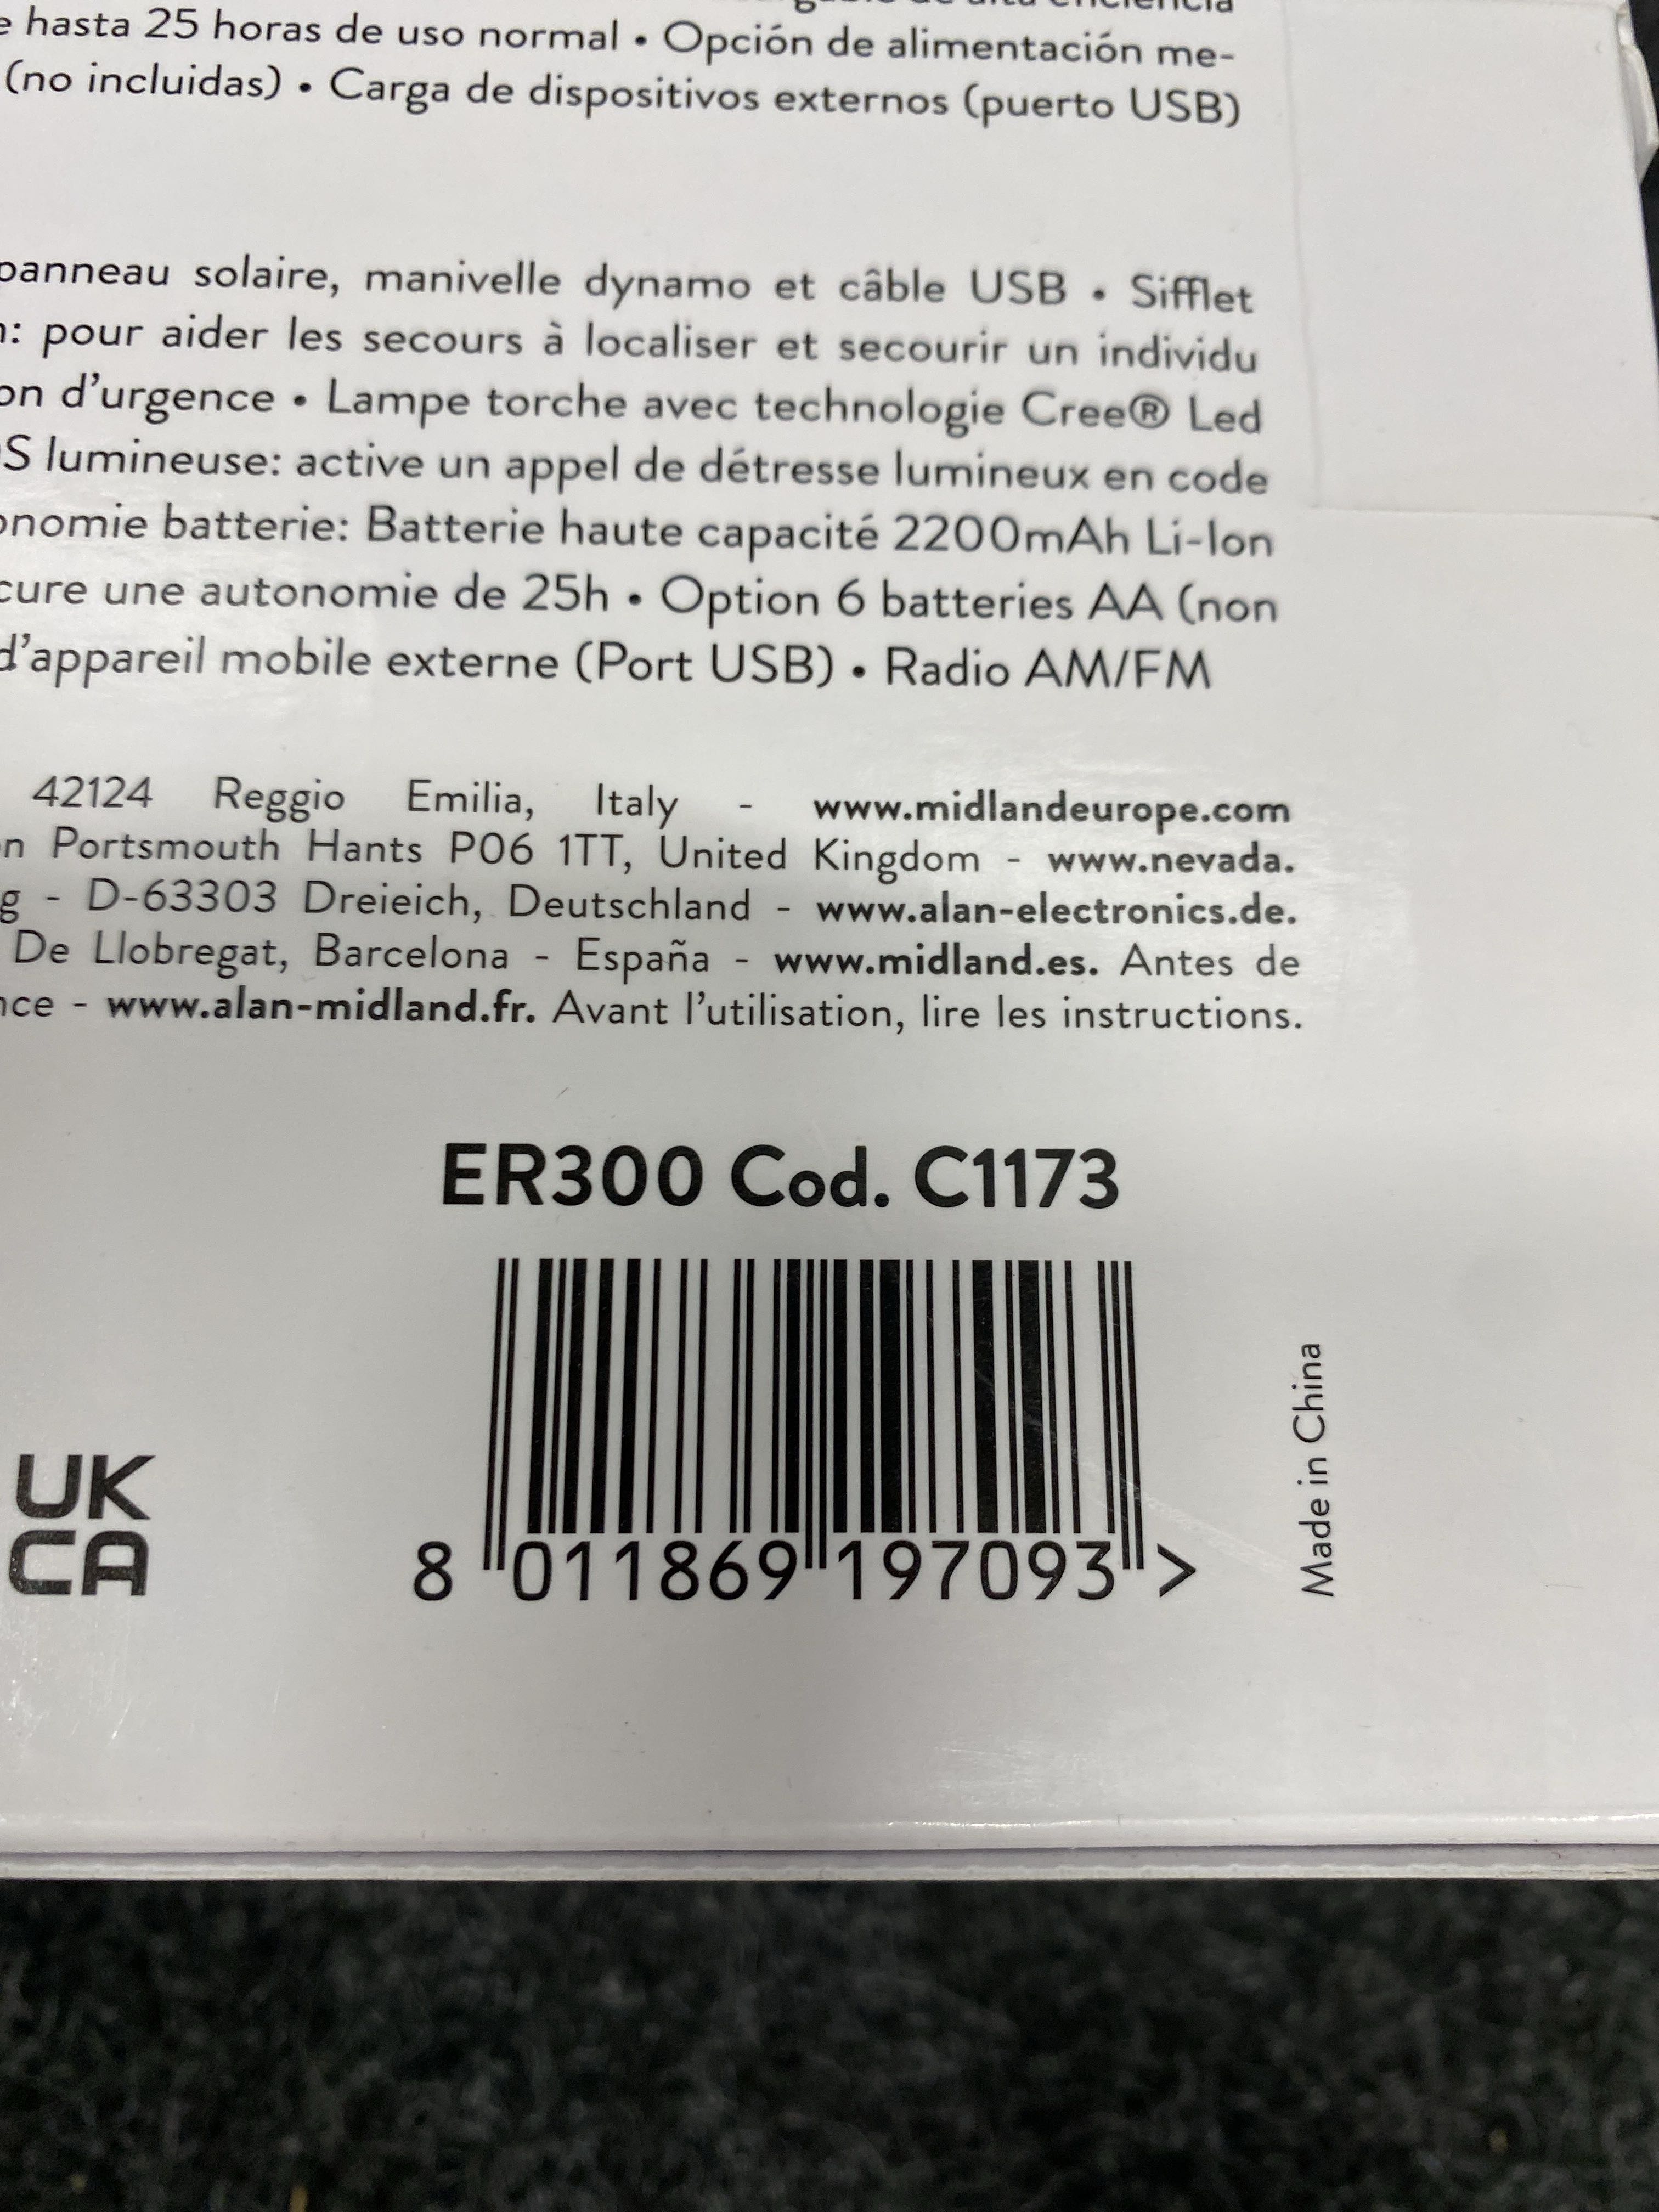 hasta 25 horas de uso normal • Opción de alimentación me-
(no incluidas) • Carga de dispositivos externos (puerto USB)
panneau solaire, manivelle dynamo et câble USB • Sifflet
pour aider les secours à localiser et secourir un individu
d'urgence • Lampe torche avec technologie Cree® Led
lumineuse: active un appel de détresse lumineux en code
batterie: Batterie haute capacité 2200mAh Li-Ion
une autonomie de 25h • Option 6 batteries AA (non
d'appareil mobile externe (Port USB) • Radio AM/FM
42124 Reggio Emilia, Italy - www.midlandeurope.com
Portsmouth Hants PO6 1TT, United Kingdom - www.nevada.
- D-63303 Dreieich, Deutschland - www.alan-electronics.de.
De Llobregat, Barcelona - España - www.midland.es. Antes de
- www.alan-midland.fr. Avant l'utilisation, lire les instructions.
ER300 Cod. C1173
8 011869 197093 >
Made in China
UK
CA